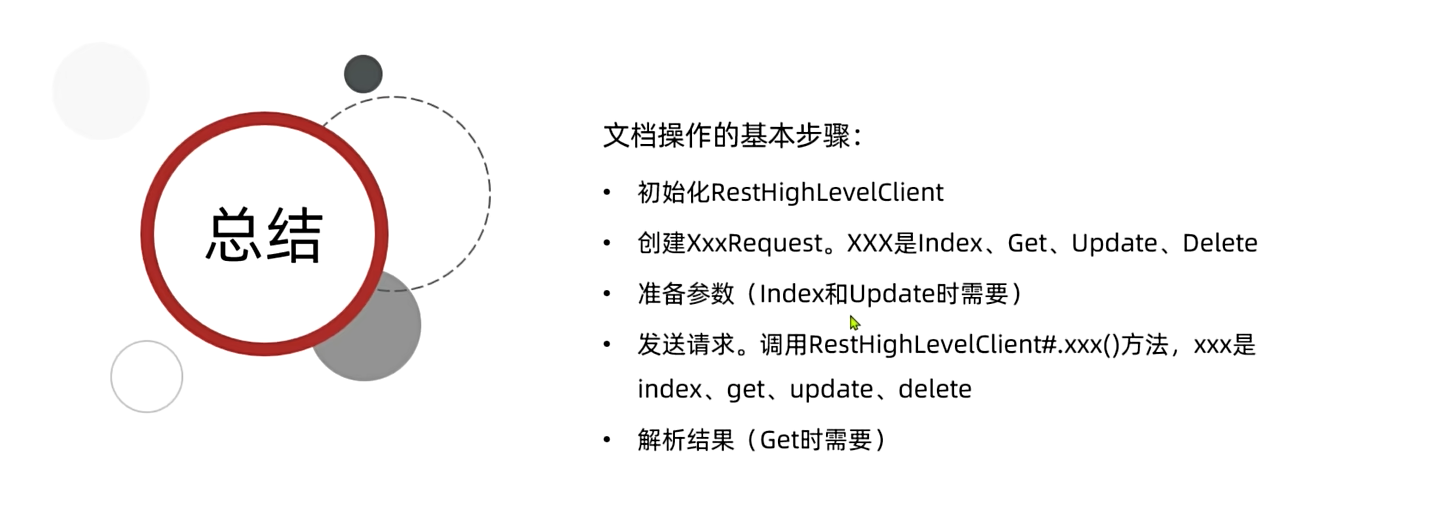 总结
文档操作的基本步骤：
• 初始化RestHighLevelClient
• 创建XxxRequest。XXX是Index、Get、Update、Delete
• 准备参数（Index和Update时需要）
• 发送请求。调用RestHighLevelClient#.xxx()方法，xxx是
index、get、update、delete
• 解析结果（Get时需要）